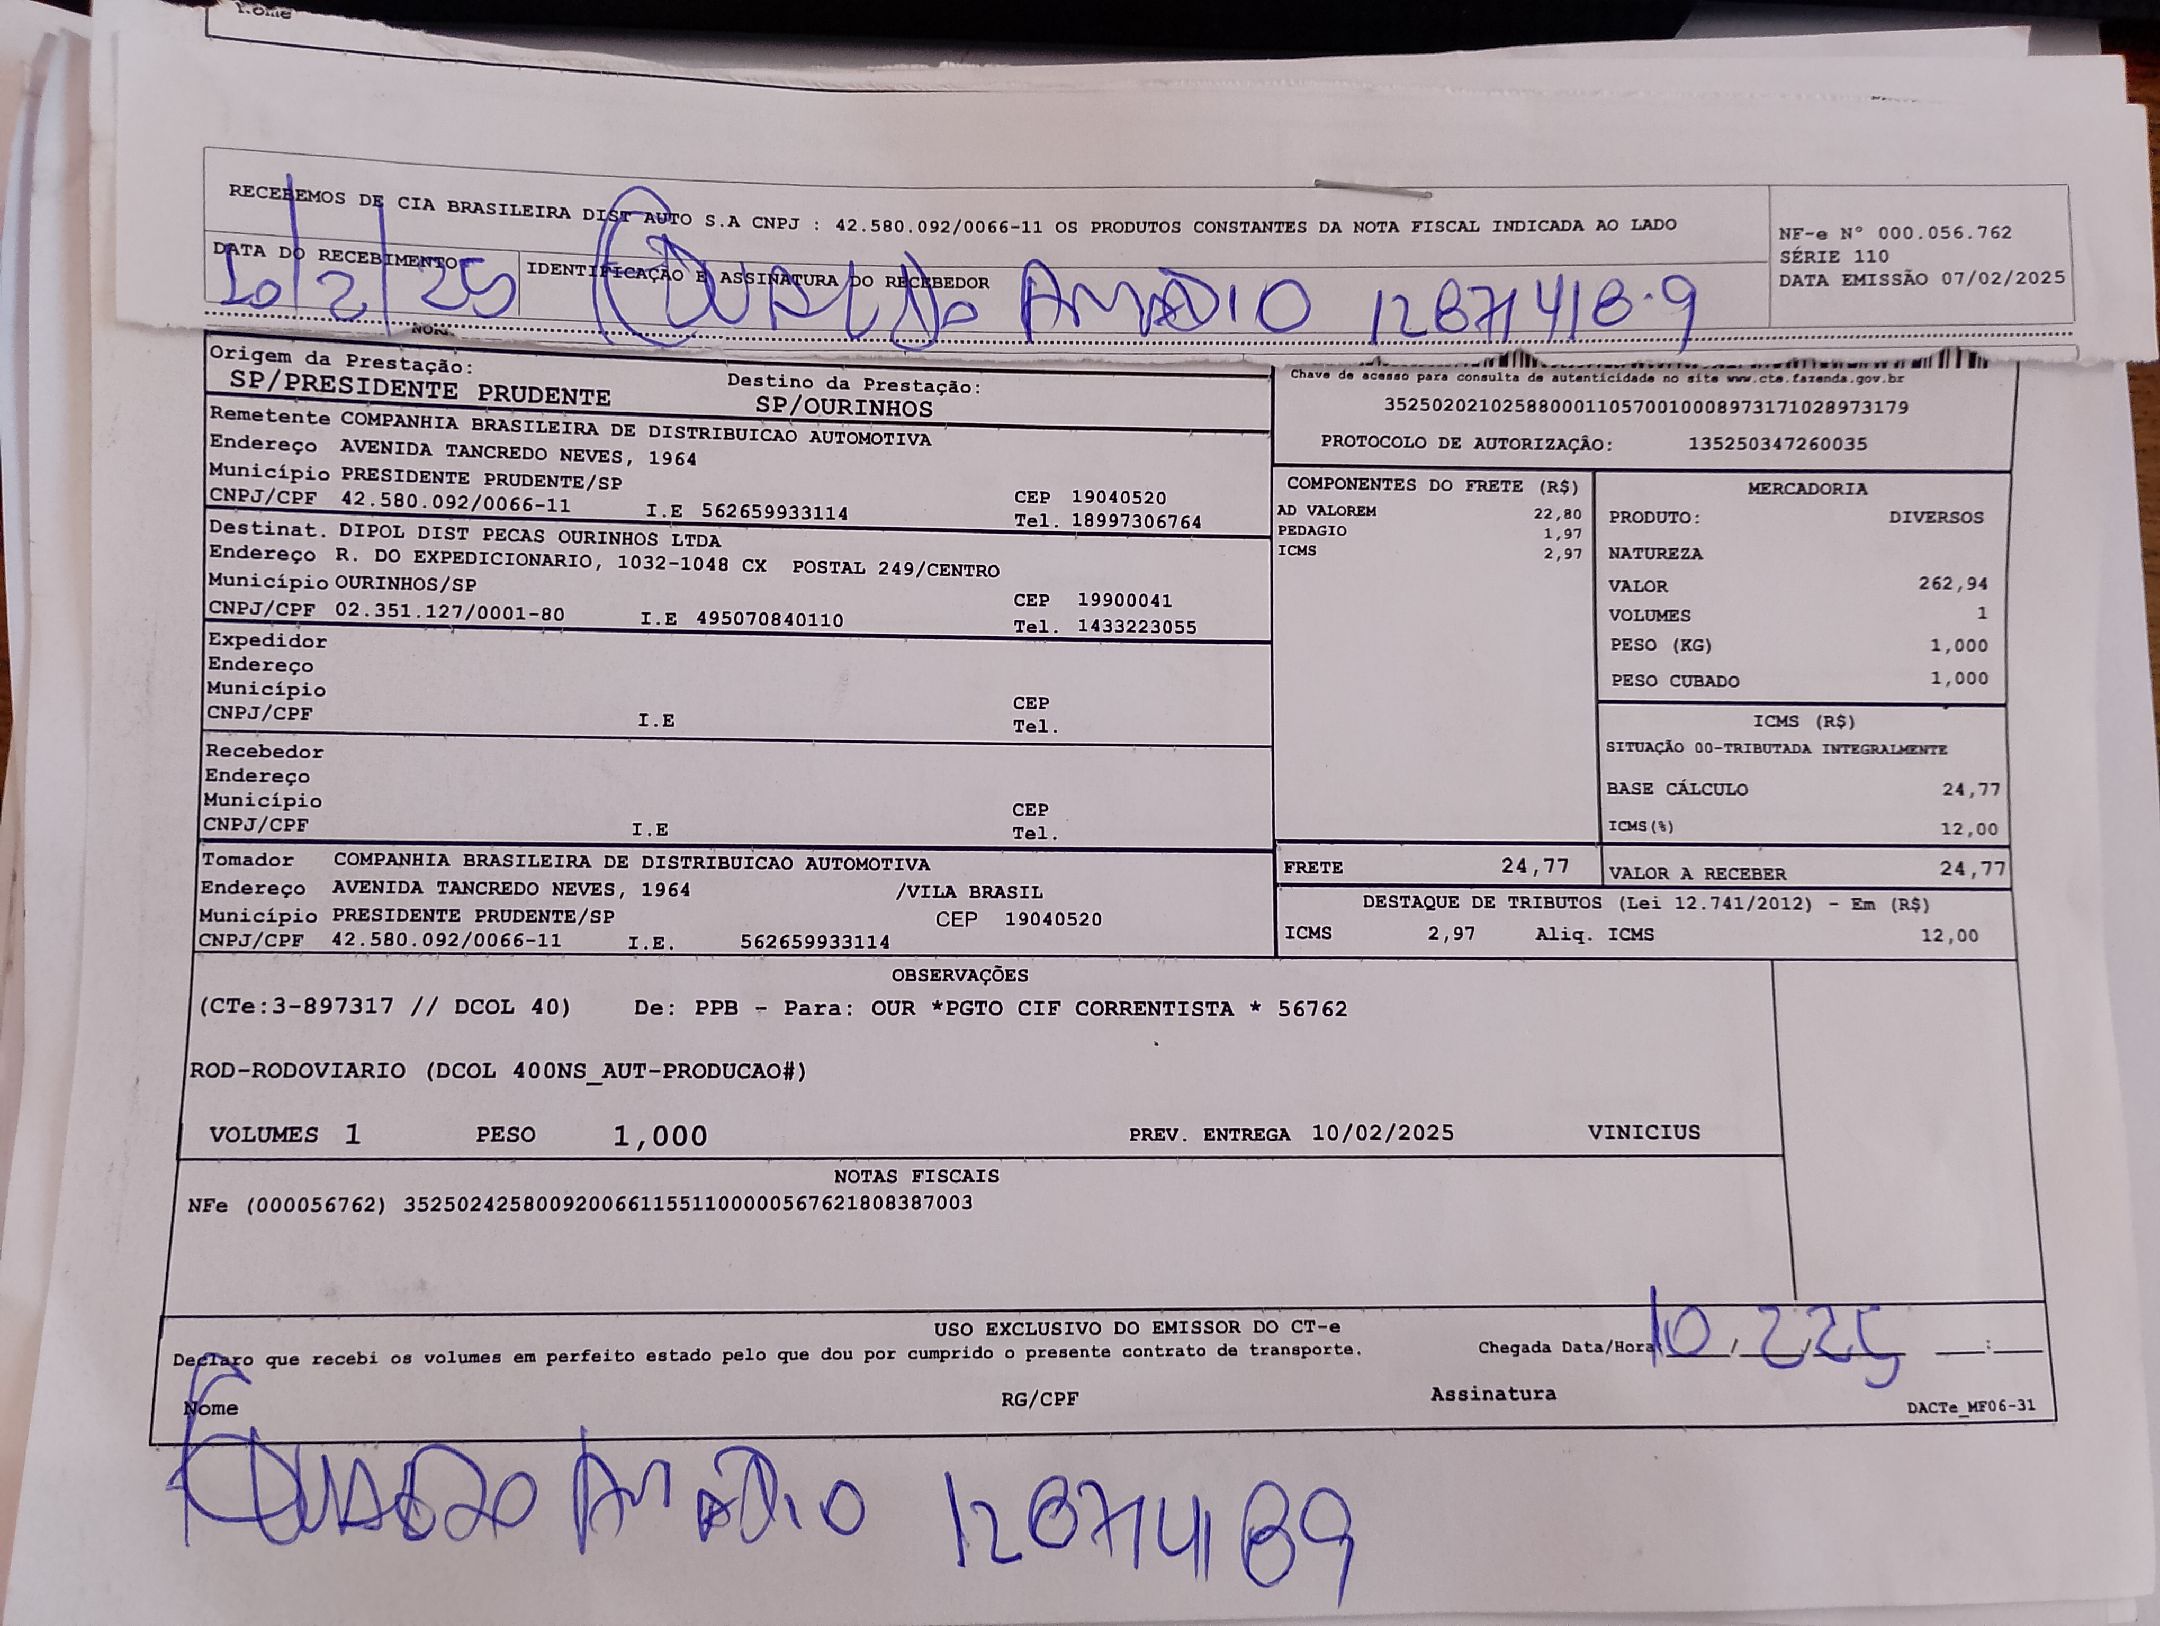 RECEBEMOS DE CIA BRASILEIRA DIST AUTO S.A CNPJ : 42.580.092/0066-11 OS PRODUTOS CONSTANTES DA NOTA FISCAL INDICADA AO LADO
NF-e N° 000.056.762
SÉRIE 110
DATA EMISSÃO 07/02/2025
DATA DO RECEBIMENTO
IDENTIFICAÇÃO E ASSINATURA DO RECEBEDOR
10/2/25 AMADIO 12871418-9
Origem da Prestação:
SP/PRESIDENTE PRUDENTE
Destino da Prestação:
SP/OURINHOS
Chave de acesso para consulta de autenticidade no site www.cte.fazenda.gov.br
35250202102588000110570010008973171028973179
PROTOCOLO DE AUTORIZAÇÃO: 135250347260035
Remetente COMPANHIA BRASILEIRA DE DISTRIBUICAO AUTOMOTIVA
Endereço AVENIDA TANCREDO NEVES, 1964
Município PRESIDENTE PRUDENTE/SP CEP 19040520
CNPJ/CPF 42.580.092/0066-11 I.E 562659933114 Tel. 18997306764
Destinat. DIPOL DIST PECAS OURINHOS LTDA
Endereço R. DO EXPEDICIONARIO, 1032-1048 CX POSTAL 249/CENTRO
Município OURINHOS/SP CEP 19900041
CNPJ/CPF 02.351.127/0001-80 I.E 495070840110 Tel. 1433223055
Expedidor
Endereço
Município CEP
CNPJ/CPF I.E Tel.
Recebedor
Endereço
Município CEP
CNPJ/CPF I.E Tel.
Tomador COMPANHIA BRASILEIRA DE DISTRIBUICAO AUTOMOTIVA
Endereço AVENIDA TANCREDO NEVES, 1964 /VILA BRASIL
Município PRESIDENTE PRUDENTE/SP CEP 19040520
CNPJ/CPF 42.580.092/0066-11 I.E. 562659933114
COMPONENTES DO FRETE (R$)
AD VALOREM 22,80
PEDAGIO 1,97
ICMS 2,97
MERCADORIA
PRODUTO: DIVERSOS
NATUREZA
VALOR 262,94
VOLUMES 1
PESO (KG) 1,000
PESO CUBADO 1,000
ICMS (R$)
SITUAÇÃO 00-TRIBUTADA INTEGRALMENTE
BASE CÁLCULO 24,77
ICMS(%) 12,00
FRETE 24,77 VALOR A RECEBER 24,77
DESTAQUE DE TRIBUTOS (Lei 12.741/2012) - Em (R$)
ICMS 2,97 Aliq. ICMS 12,00
OBSERVAÇÕES
(CTe:3-897317 // DCOL 40) De: PPB - Para: OUR *PGTO CIF CORRENTISTA * 56762
ROD-RODOVIARIO (DCOL 400NS_AUT-PRODUCAO#)
VOLUMES 1 PESO 1,000 PREV. ENTREGA 10/02/2025 VINICIUS
NOTAS FISCAIS
NFe (000056762) 35250242580092006611551100000567621808387003
USO EXCLUSIVO DO EMISSOR DO CT-e
Declaro que recebi os volumes em perfeito estado pelo que dou por cumprido o presente contrato de transporte. Chegada Data/Hora 10/2/25 __:__
Nome RG/CPF Assinatura DACTe_MF06-31
AMADIO 128714189